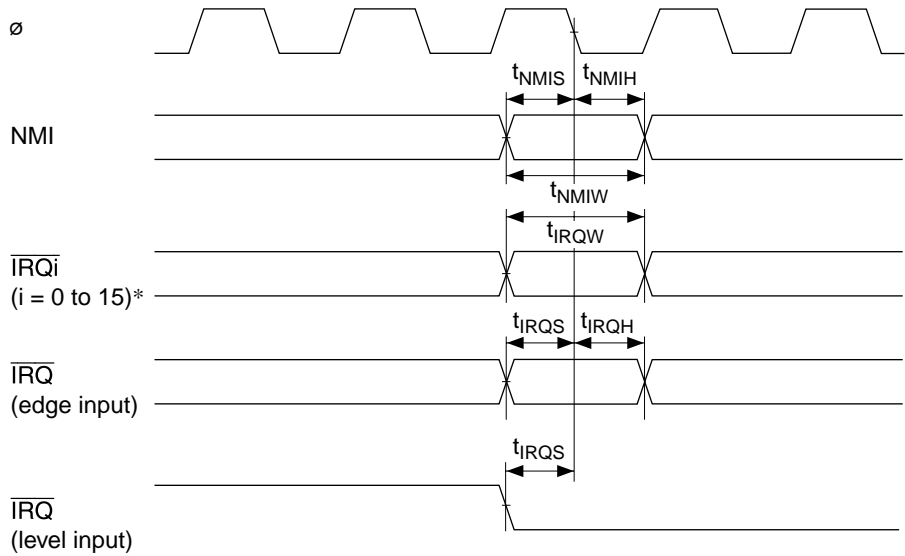 ø
tNMIS tNMIH
NMI
tNMIW
tIRQW
IRQi
(i = 0 to 15)*
tIRQS tIRQH
IRQ
(edge input)
tIRQS
IRQ
(level input)